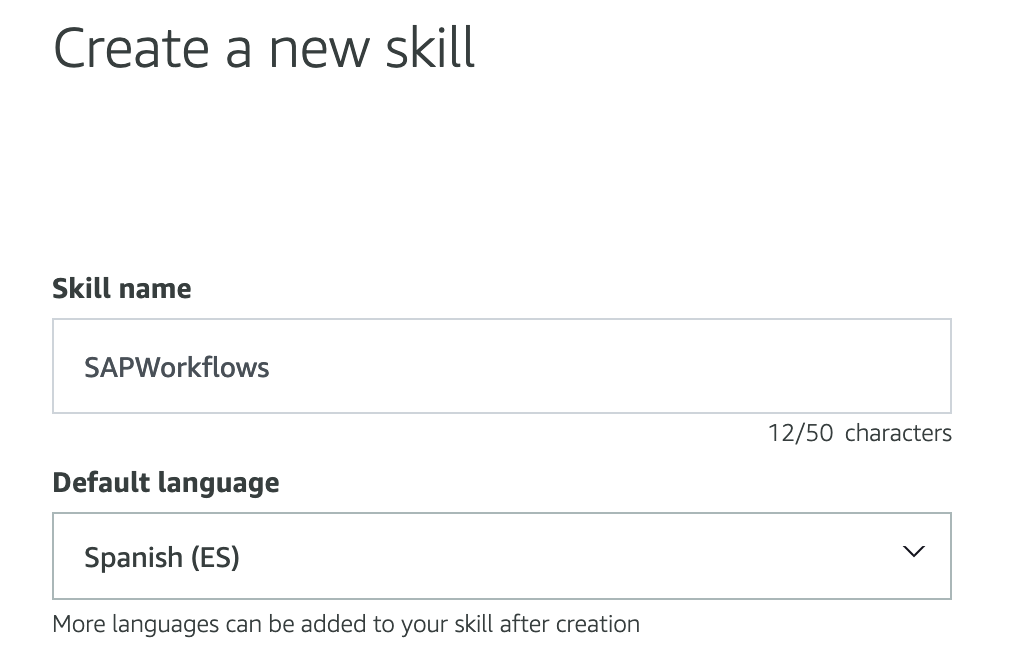 Create a new skill
Skill name
SAPWorkflows
12/50 characters
Default language
Spanish (ES)
More languages can be added to your skill after creation